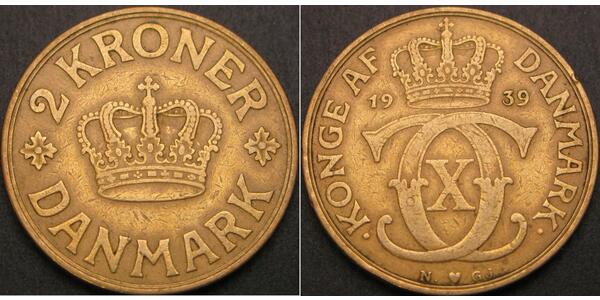 2 KRONER
DANMARK
· KONGE AF DANMARK ·
19 39
X
N. ♥ GJ.